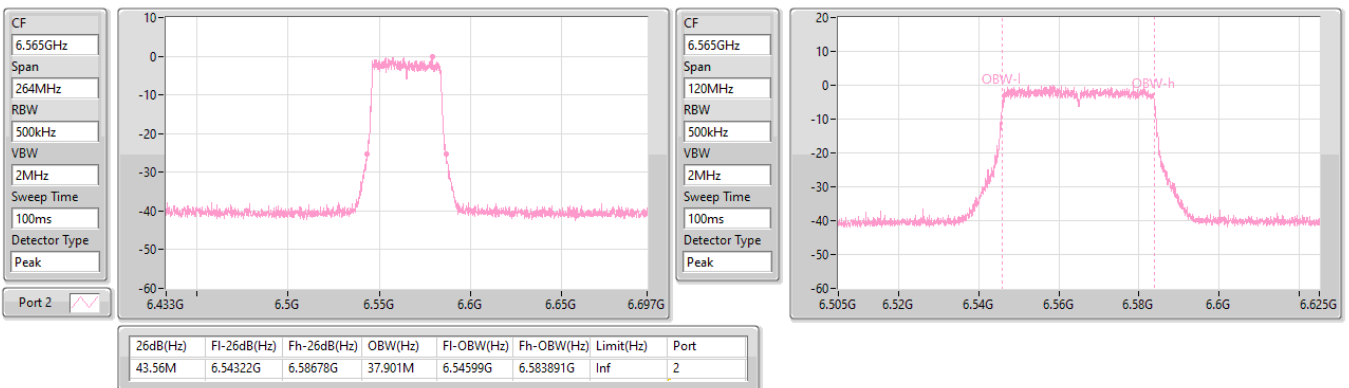 CF
6.565GHz
Span
264MHz
RBW
500kHz
VBW
2MHz
Sweep Time
100ms
Detector Type
Peak
Port 2
10
0
-10
-20
-30
-40
-50
-60
6.433G 6.5G 6.55G 6.6G 6.65G 6.697G
CF
6.565GHz
Span
120MHz
RBW
500kHz
VBW
2MHz
Sweep Time
100ms
Detector Type
Peak
20
10
0
-10
-20
-30
-40
-50
-60
OBW-l OBW-h
6.505G 6.52G 6.54G 6.56G 6.58G 6.6G 6.625G
26dB(Hz) Fl-26dB(Hz) Fh-26dB(Hz) OBW(Hz) Fl-OBW(Hz) Fh-OBW(Hz) Limit(Hz) Port
43.56M 6.54322G 6.58678G 37.901M 6.54599G 6.583891G Inf 2